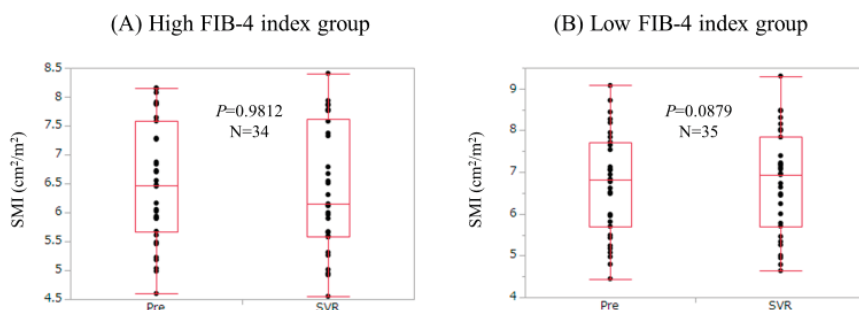 (A) High FIB-4 index group
8.5
8
7.5
7
6.5
6
5.5
5
4.5
SMI (cm²/m²)
P=0.9812
N=34
Pre
SVR
(B) Low FIB-4 index group
9
8
7
6
5
4
SMI (cm²/m²)
P=0.0879
N=35
Pre
SVR